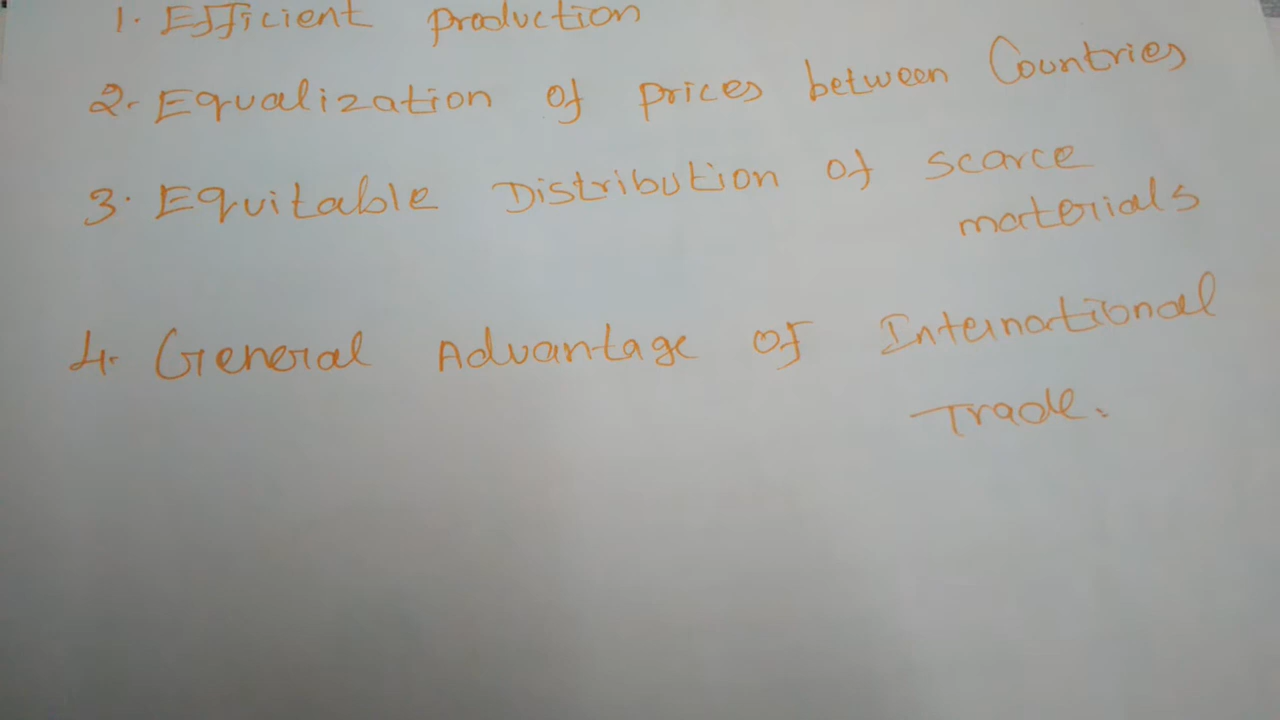 1. Efficient production
2. Equalization of prices between Countries
3. Equitable Distribution of scarce
materials
4. General Advantage of International
Trade.